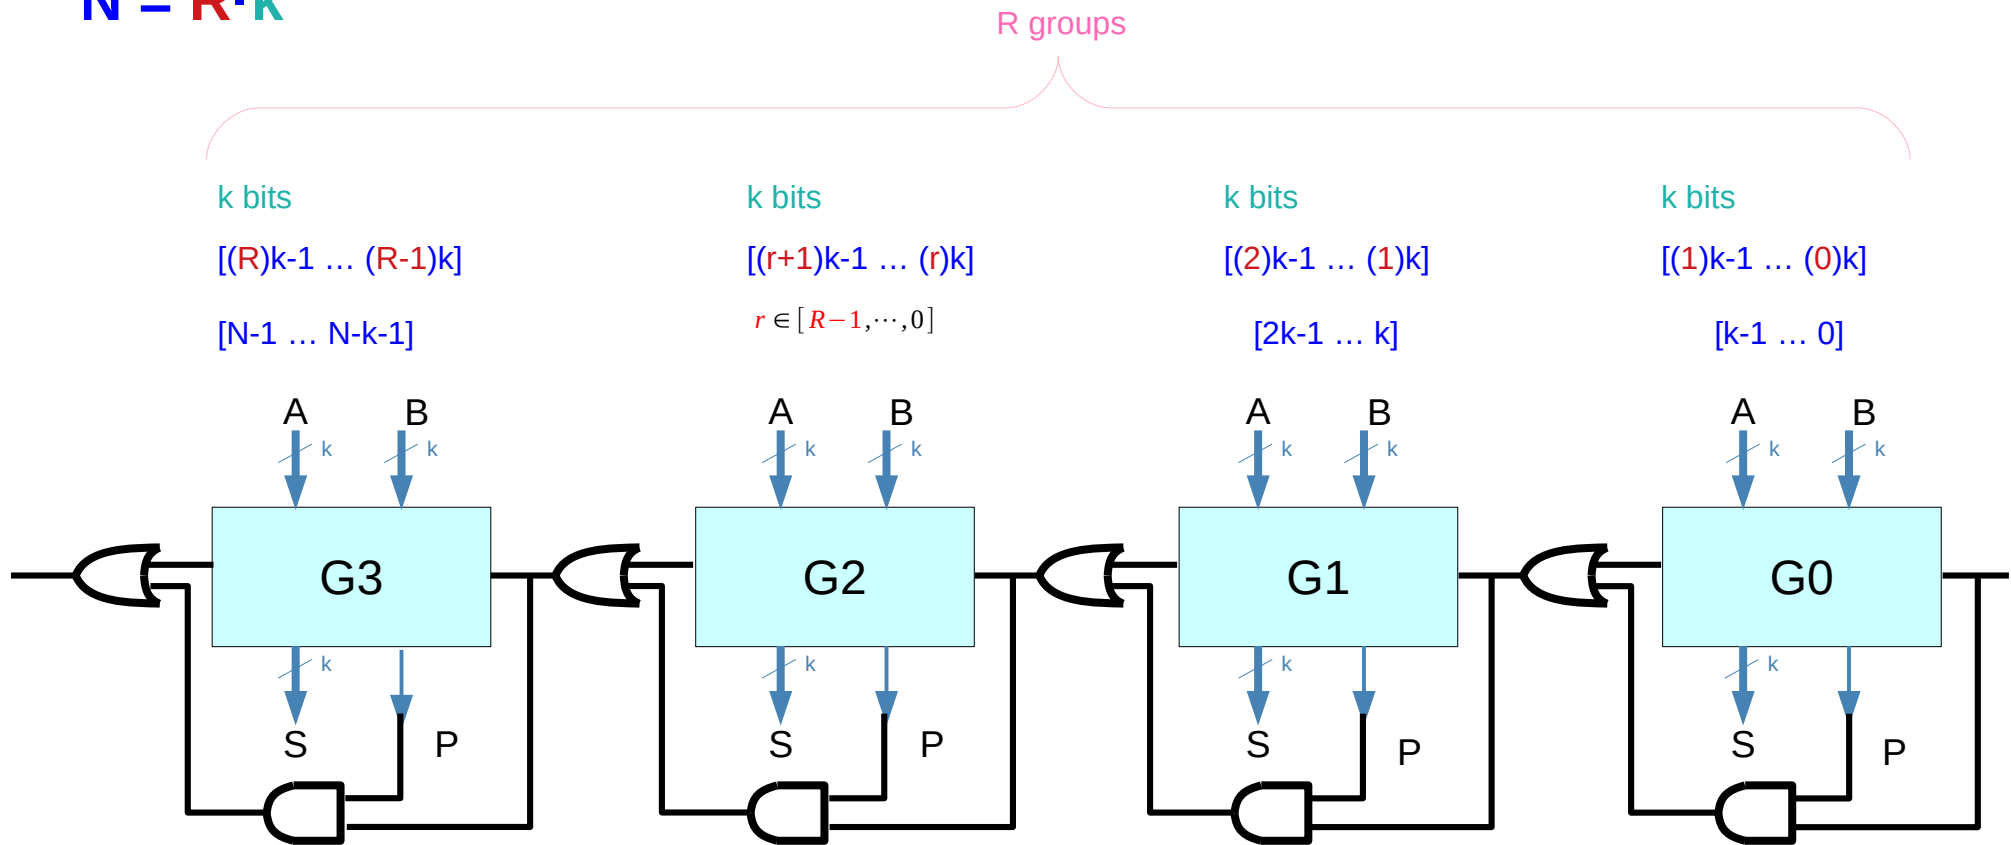 N = R·k
R groups
k bits k bits k bits k bits
[(R)k-1 … (R-1)k] [(r+1)k-1 … (r)k] [(2)k-1 … (1)k] [(1)k-1 … (0)k]
r ∈ [R−1,⋯,0]
[N-1 … N-k-1] [2k-1 … k] [k-1 … 0]
A B A B A B A B
k k k k k k k k
G3 G2 G1 G0
k k k k
S P S P S P S P